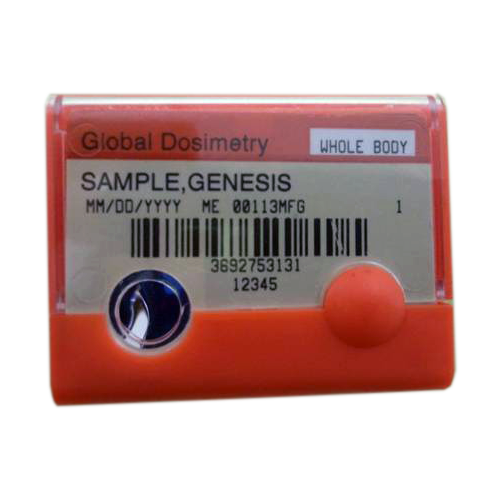 Global Dosimetry WHOLE BODY
SAMPLE,GENESIS
MM/DD/YYYY ME 00113MFG 1
3692753131
12345